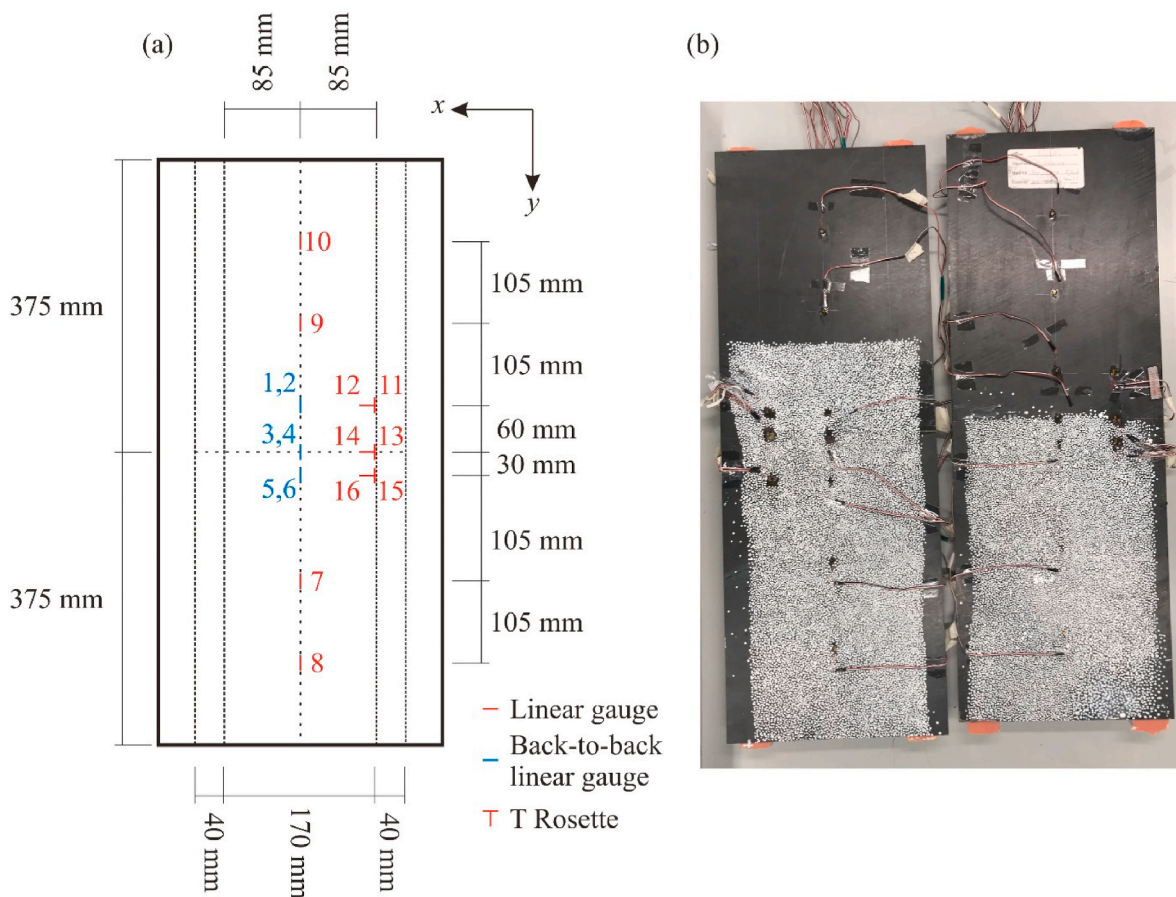 (a)
85 mm
85 mm
(b)
x
y
10
375 mm
105 mm
9
105 mm
1,2
12
11
60 mm
3,4
14
13
30 mm
5,6
16
15
105 mm
375 mm
7
105 mm
8
Linear gauge
Back-to-back
linear gauge
T Rosette
40 mm
170 mm
40 mm